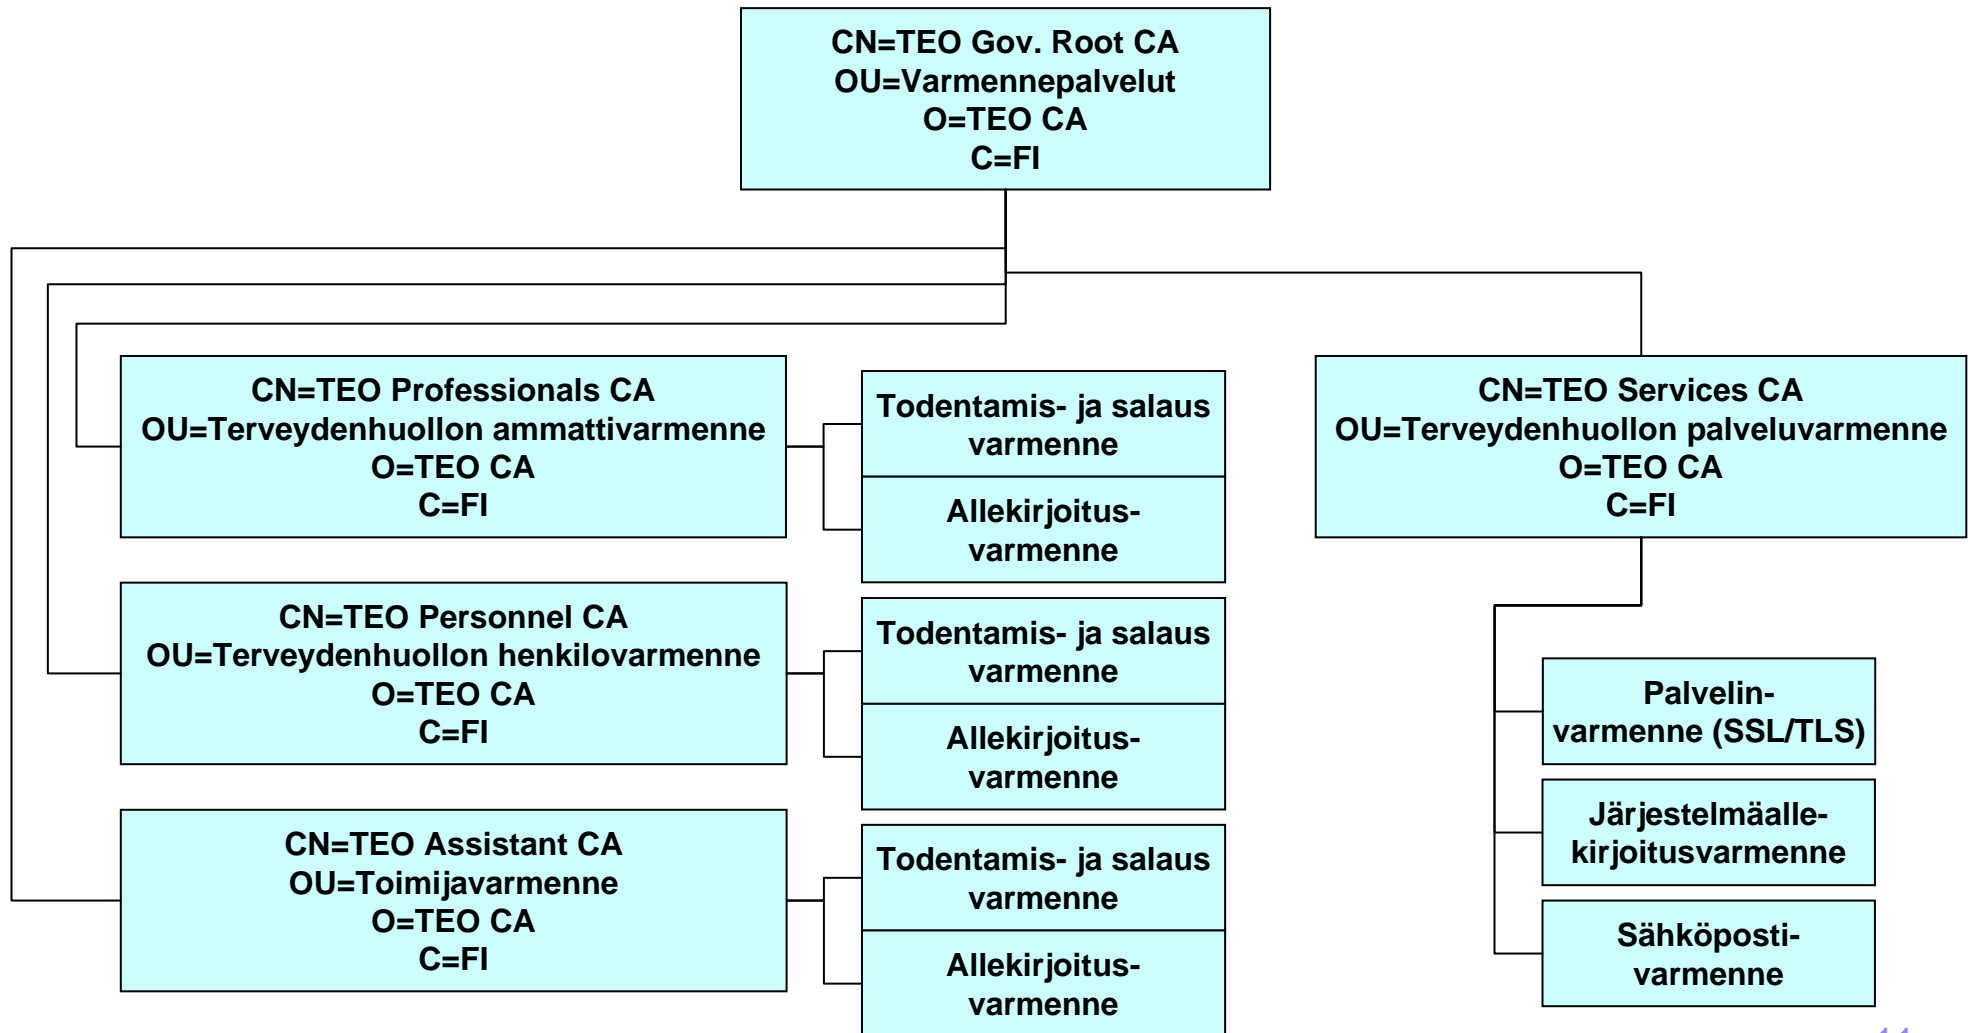 CN=TEO Gov. Root CA
OU=Varmennepalvelut
O=TEO CA
C=FI
CN=TEO Professionals CA
OU=Terveydenhuollon ammattivarmenne
O=TEO CA
C=FI
Todentamis- ja salaus
varmenne
Allekirjoitus-
varmenne
CN=TEO Personnel CA
OU=Terveydenhuollon henkilovarmenne
O=TEO CA
C=FI
Todentamis- ja salaus
varmenne
Allekirjoitus-
varmenne
CN=TEO Assistant CA
OU=Toimijavarmenne
O=TEO CA
C=FI
Todentamis- ja salaus
varmenne
Allekirjoitus-
varmenne
CN=TEO Services CA
OU=Terveydenhuollon palveluvarmenne
O=TEO CA
C=FI
Palvelin-
varmenne (SSL/TLS)
Järjestelmäalle-
kirjoitusvarmenne
Sähköposti-
varmenne